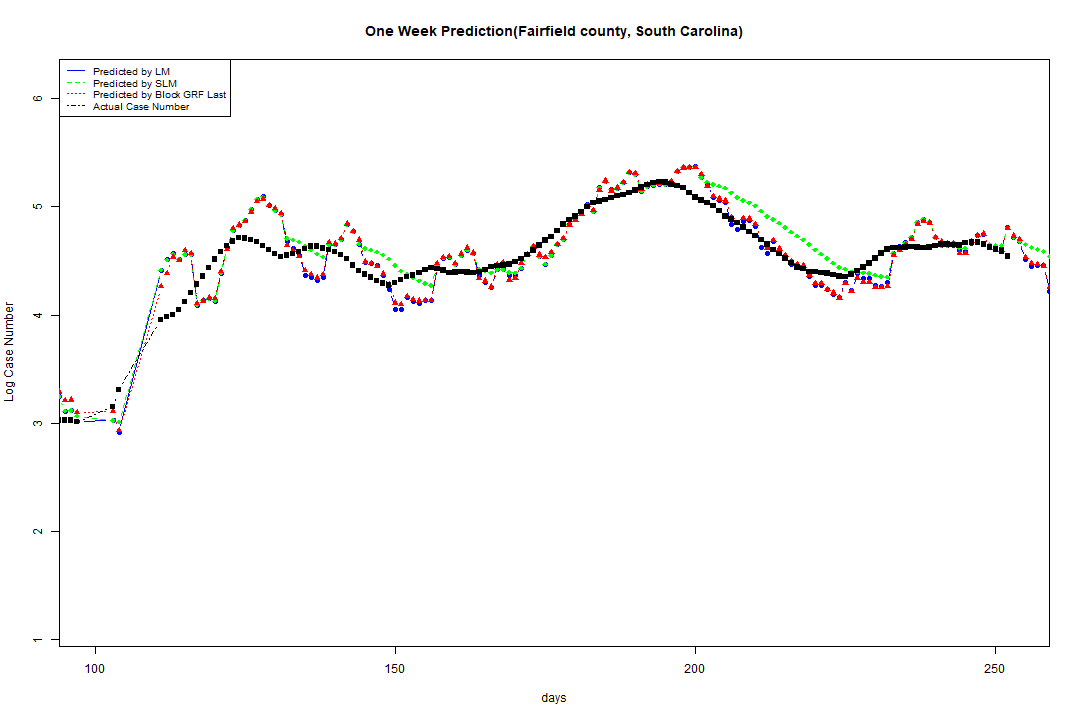 One Week Prediction(Fairfield county, South Carolina)
Predicted by LM
Predicted by SLM
Predicted by Block GRF Last
Actual Case Number
6
5
4
3
2
1
Log Case Number
100
150
200
250
days